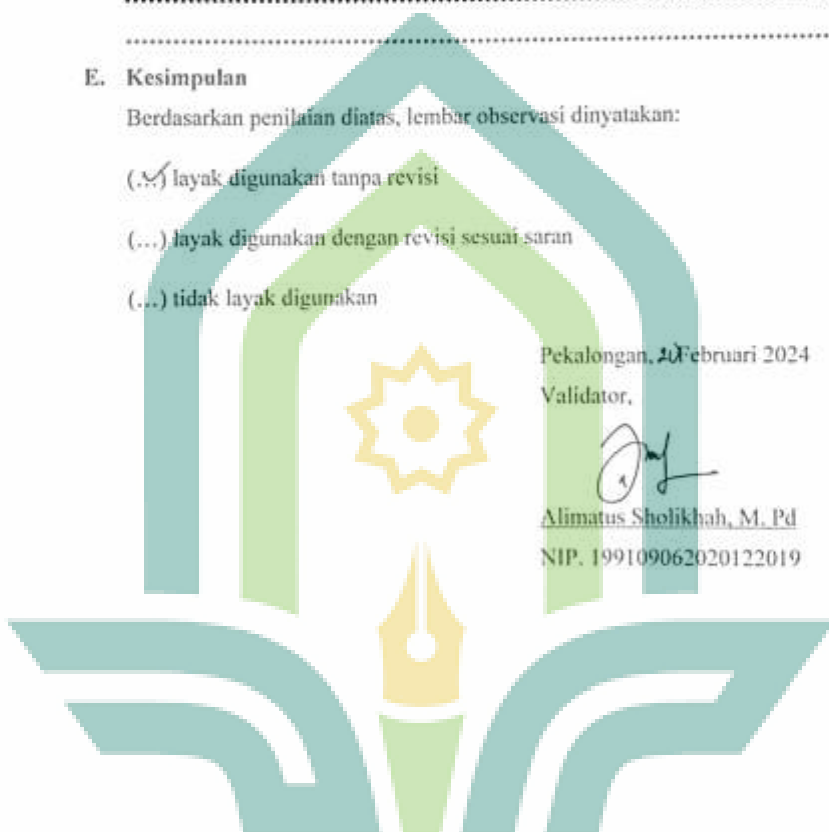 E. Kesimpulan
Berdasarkan penilaian diatas, lembar observasi dinyatakan:
(...) layak digunakan tanpa revisi
(...) layak digunakan dengan revisi sesuai saran
(...) tidak layak digunakan
Pekalongan, Februari 2024
Validator,
Alimatus Sholikhah, M. Pd
NIP. 199109062020122019